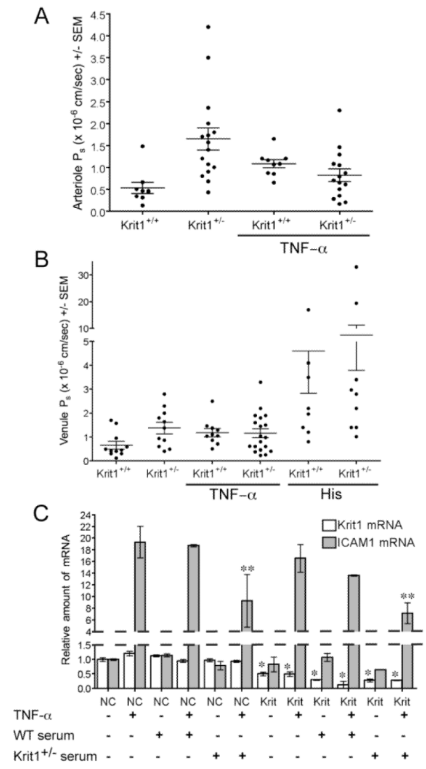 A
Arteriole Ps (x 10-6 cm/sec) +/- SEM
4.5
4.0
3.5
3.0
2.5
2.0
1.5
1.0
0.5
0.0
Krit1+/+ Krit1+/- Krit1+/+ Krit1+/-
TNF-α
B
Venule Ps (x 10-6 cm/sec) +/- SEM
30
20
10
5
4
3
2
1
0
Krit1+/+ Krit1+/- Krit1+/+ Krit1+/- Krit1+/+ Krit1+/-
TNF-α His
C
Relative amount of mRNA
Krit1 mRNA
ICAM1 mRNA
24
22
20
18
16
14
12
10
8
6
4
1.5
1.0
0.5
0.0
** **
* * * * * *
NC NC NC NC NC NC Krit Krit Krit Krit Krit Krit
TNF-α - + - + - + - + - + - +
WT serum - - + + - - - - + + - -
Krit1+/- serum - - - - + + - - - - + +